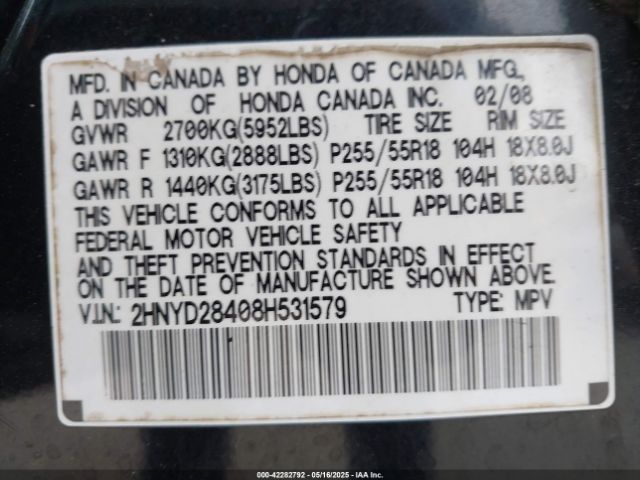 MFD. IN CANADA BY HONDA OF CANADA MFG.,
A DIVISION OF HONDA CANADA INC. 02/08
GVWR 2700KG(5952LBS) TIRE SIZE RIM SIZE
GAWR F 1310KG(2888LBS) P255/55R18 104H 18X8.0J
GAWR R 1440KG(3175LBS) P255/55R18 104H 18X8.0J
THIS VEHICLE CONFORMS TO ALL APPLICABLE
FEDERAL MOTOR VEHICLE SAFETY
AND THEFT PREVENTION STANDARDS IN EFFECT
ON THE DATE OF MANUFACTURE SHOWN ABOVE.
V.I.N.: 2HNYD28408H531579 TYPE: MPV
000-42282792 - 05/16/2025 - IAA Inc.